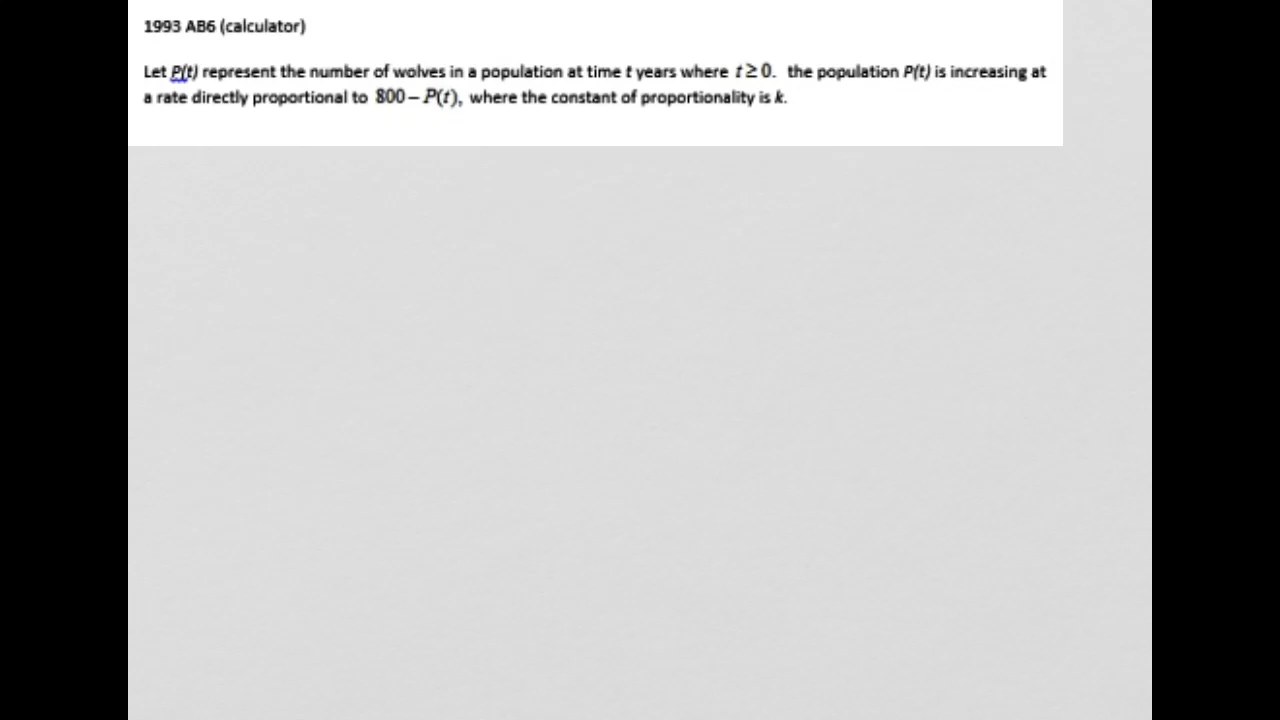 1993 AB6 (calculator)
Let P(t) represent the number of wolves in a population at time t years where t ≥ 0. the population P(t) is increasing at
a rate directly proportional to 800 – P(t), where the constant of proportionality is k.